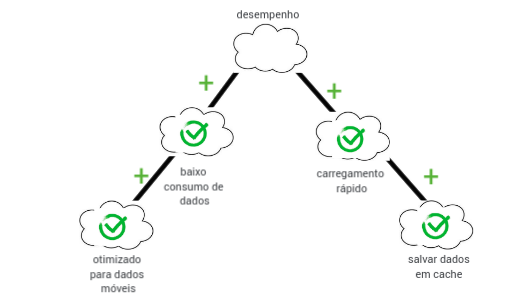 desempenho
+
+
baixo
consumo de
dados
carregamento
rápido
+
+
otimizado
para dados
móveis
salvar dados
em cache